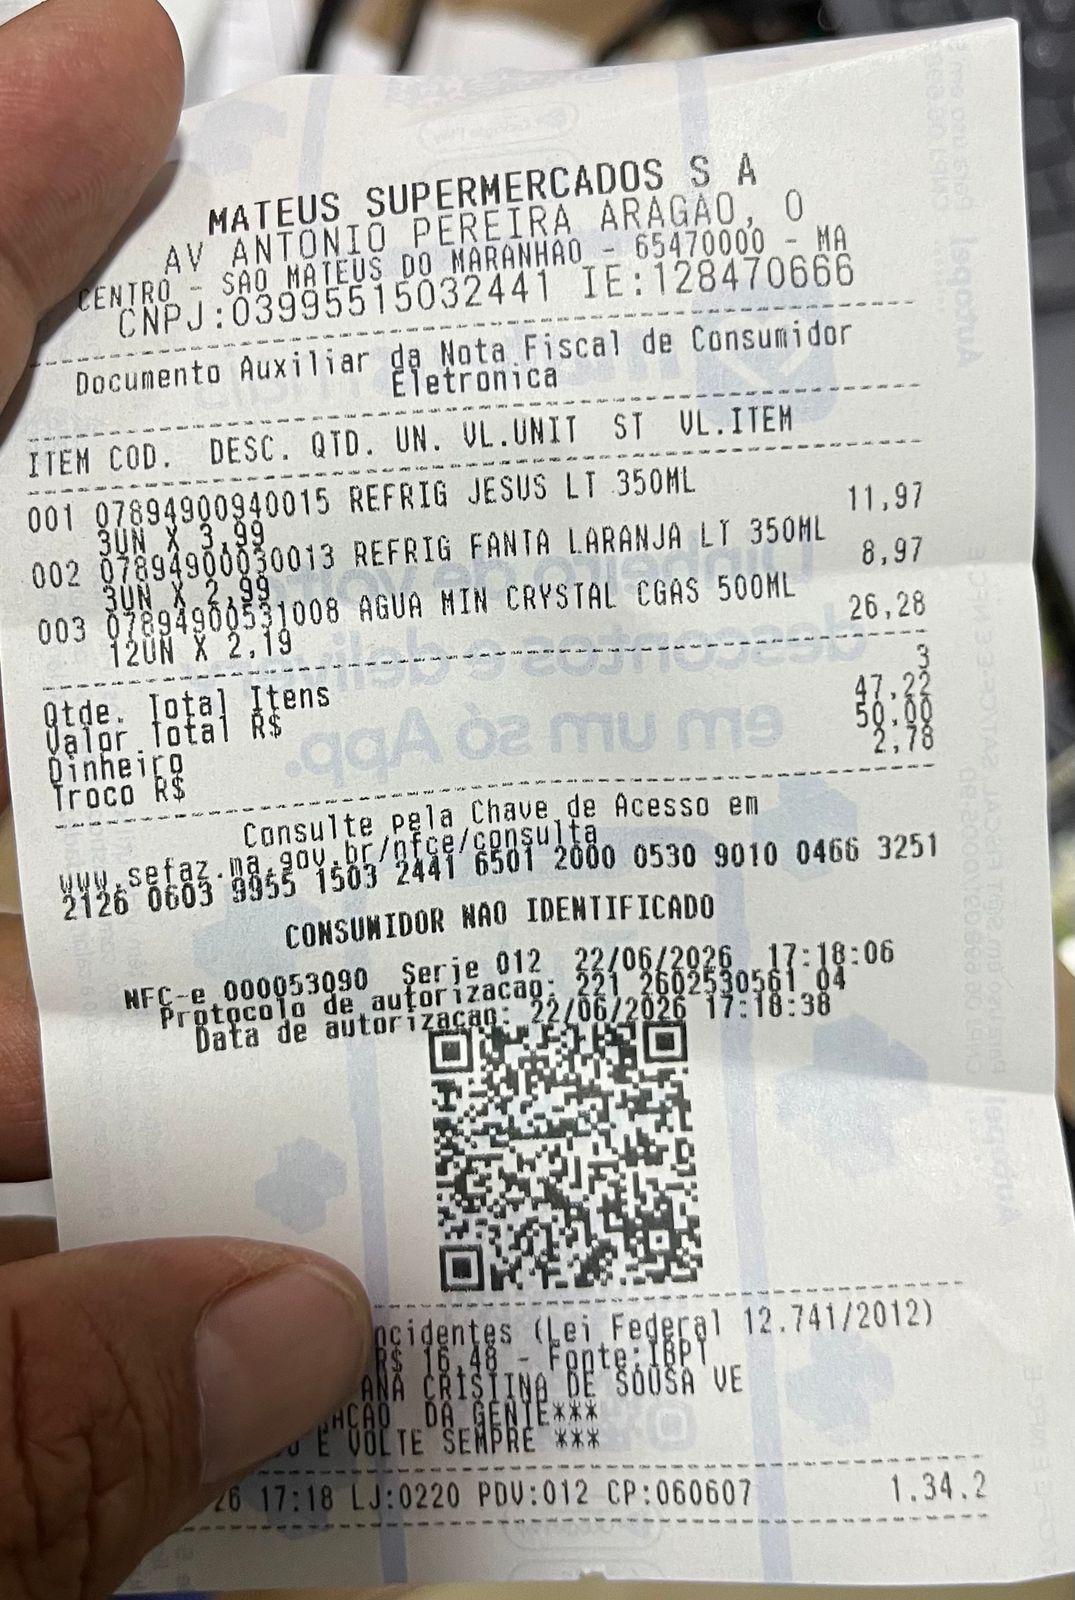 MATEUS SUPERMERCADOS S A
AV ANTONIO PEREIRA ARAGAO, 0
CENTRO - SAO MATEUS DO MARANHAO - 65470000 - MA
CNPJ:03995515032441 IE:128470666
Documento Auxiliar da Nota Fiscal de Consumidor
Eletronica
ITEM COD. DESC. QTD. UN. VL.UNIT ST VL.ITEM
001 07894900940015 REFRIG JESUS LT 350ML
3UN X 3,99 11,97
002 07894900030013 REFRIG FANTA LARANJA LT 350ML
3UN X 2,99 8,97
003 07894900531008 AGUA MIN CRYSTAL CGAS 500ML
12UN X 2,19 26,28
Qtde. Total Itens 3
Valor Total R$ 47,22
Dinheiro 50,00
Troco R$ 2,78
Consulte pela Chave de Acesso em
www.sefaz.ma.gov.br/nfce/consulta
2126 0603 9955 1503 2441 6501 2000 0530 9010 0466 3251
CONSUMIDOR NAO IDENTIFICADO
NFC-e 000053090 Serie 012 22/06/2026 17:18:06
Protocolo de autorizacao: 221 2602530561 04
Data de autorizacao: 22/06/2026 17:18:38
ncidentes (Lei Federal 12.741/2012)
R$ 16,48 - Fonte:IBPT
ANA CRISTINA DE SOUSA VE
ACAO DA GENTE***
E VOLTE SEMPRE ***
26 17:18 LJ:0220 PDV:012 CP:060607 1.34.2